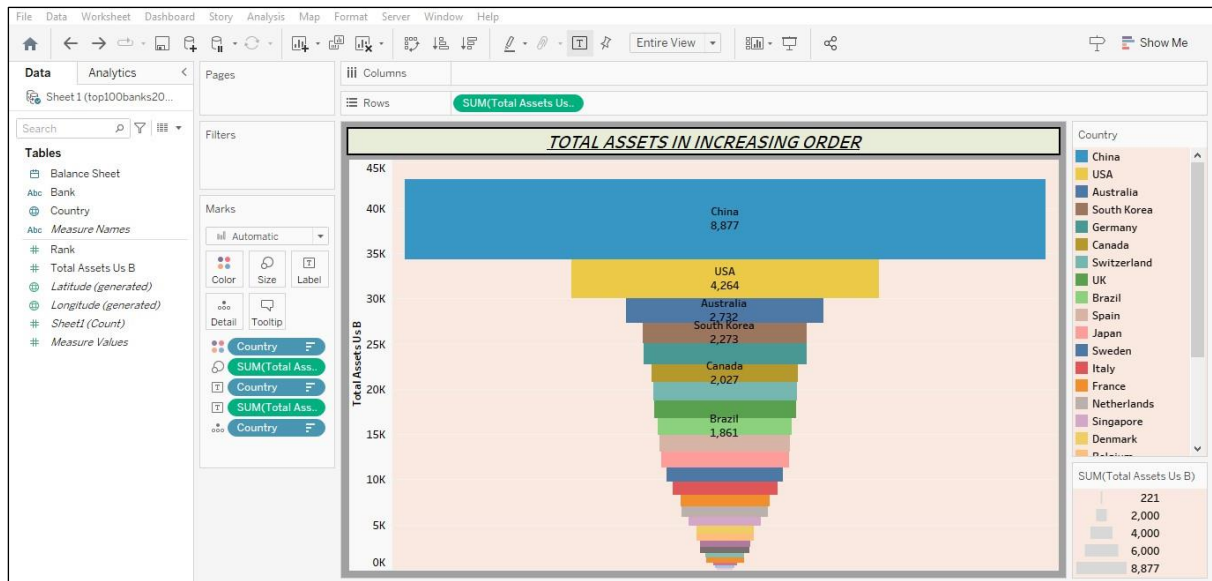 File Data Worksheet Dashboard Story Analysis Map Format Server Window Help
Entire View
Show Me
Data Analytics
Sheet 1 (top100banks20...
Search
Tables
Balance Sheet
Abc Bank
Country
Abc Measure Names
# Rank
# Total Assets Us B
Latitude (generated)
Longitude (generated)
# Sheet1 (Count)
# Measure Values
Pages
Filters
Marks
Automatic
Color Size Label
Detail Tooltip
Country
SUM(Total Ass..
Country
SUM(Total Ass..
Country
iii Columns
Rows SUM(Total Assets Us..
TOTAL ASSETS IN INCREASING ORDER
Total Assets Us B
45K
40K
35K
30K
25K
20K
15K
10K
5K
0K
China
8,877
USA
4,264
Australia
2,732
South Korea
2,273
Canada
2,027
Brazil
1,861
Country
China
USA
Australia
South Korea
Germany
Canada
Switzerland
UK
Brazil
Spain
Japan
Sweden
Italy
France
Netherlands
Singapore
Denmark
Belgium
SUM(Total Assets Us B)
221
2,000
4,000
6,000
8,877